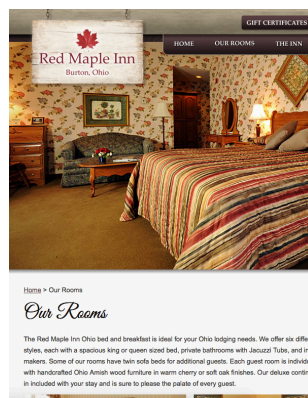 GIFT CERTIFICATES
Red Maple Inn
Burton, Ohio
HOME OUR ROOMS THE INN
Home > Our Rooms
Our Rooms
The Red Maple Inn Ohio bed and breakfast is ideal for your Ohio lodging needs. We offer six diffe
styles, each with a spacious king or queen sized bed, private bathrooms with Jacuzzi Tubs, and in
makers. Some of our rooms have twin sofa beds for additional guests. Each guest room is individu
with handcrafted Ohio Amish wood furniture in warm cherry or soft oak finishes. Our deluxe contin
in included with your stay and is sure to please the palate of every guest.